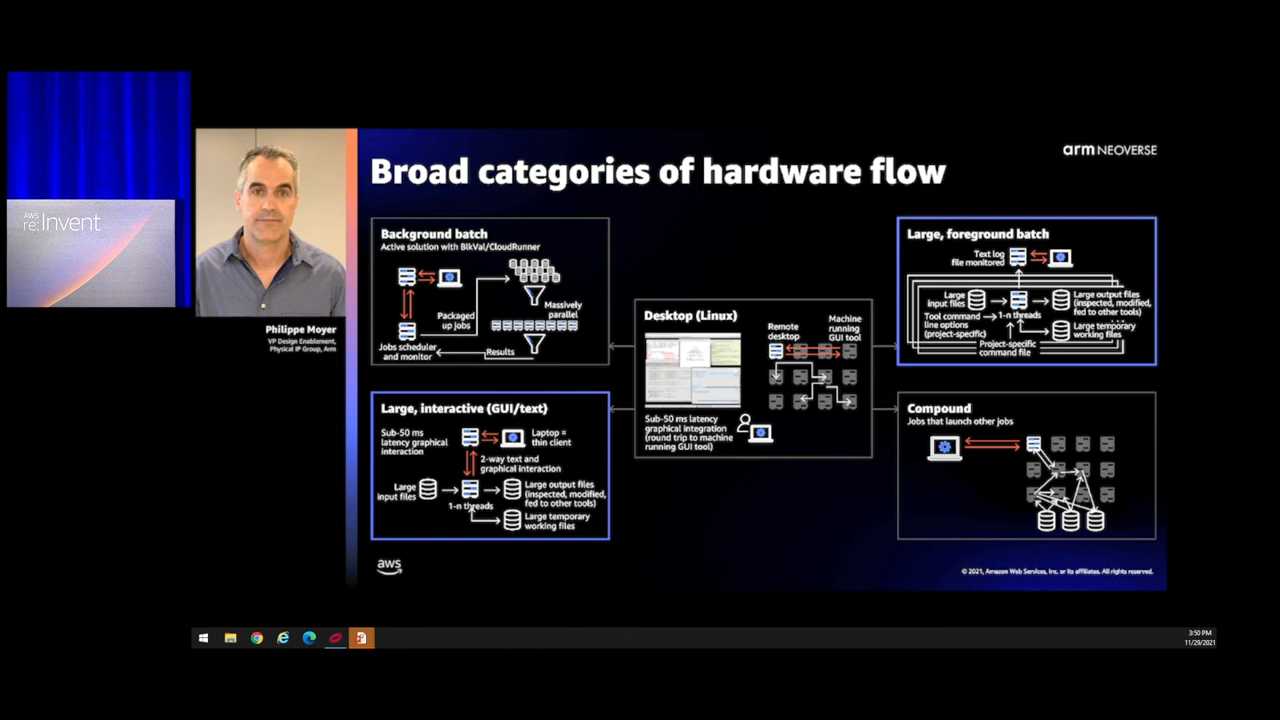 AWS
re:Invent
Philippe Moyer
VP Design Enablement,
Physical IP Group, Arm
arm NEOVERSE
Broad categories of hardware flow
Background batch
Active solution with BlkVal/CloudRunner
Packaged
up jobs
Massively
parallel
Jobs scheduler
and monitor
Results
Large, interactive (GUI/text)
Sub-50 ms
latency graphical
interaction
Laptop =
thin client
2-way text and
graphical interaction
Large
input files
1-n threads
Large output files
(inspected, modified,
fed to other tools)
Large temporary
working files
Desktop (Linux)
Remote
desktop
Machine
running
GUI tool
Sub-50 ms latency
graphical integration
(round trip to machine
running GUI tool)
Large, foreground batch
Text log
file monitored
Large
input files
1-n threads
Large output files
(inspected, modified,
fed to other tools)
Tool command
line options
(project-specific)
Large temporary
working files
Project-specific
command file
Compound
Jobs that launch other jobs
aws
© 2021, Amazon Web Services, Inc. or its affiliates. All rights reserved.
3:50 PM
11/29/2021